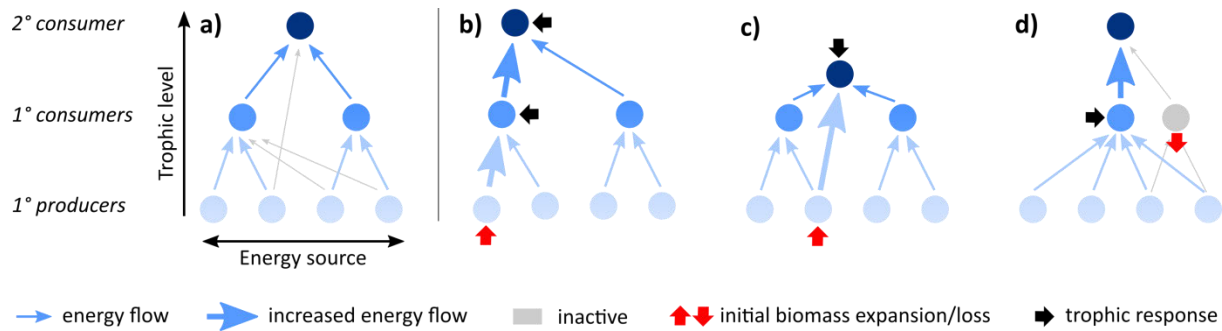 2° consumer
1° consumers
1° producers
Trophic level
a)
Energy source
b)
c)
d)
energy flow
increased energy flow
inactive
initial biomass expansion/loss
trophic response